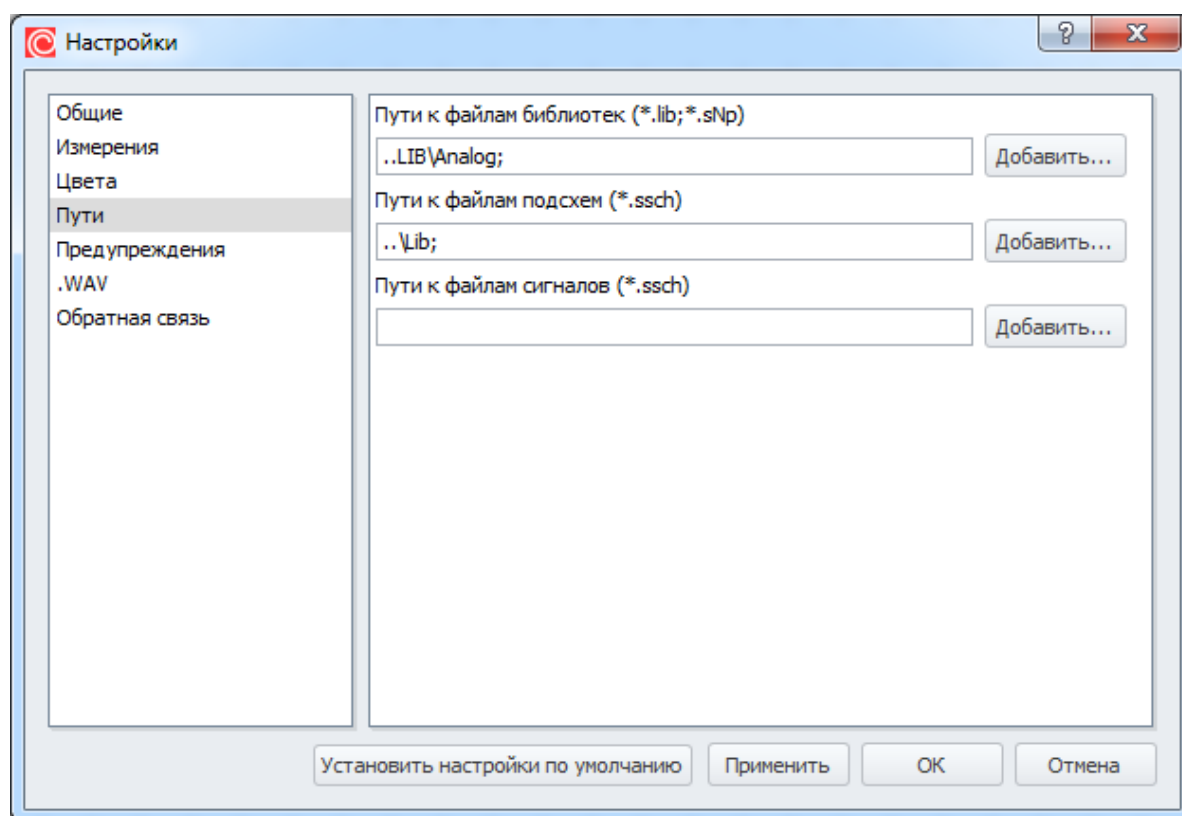 Настройки
Общие
Измерения
Цвета
Пути
Предупреждения
.WAV
Обратная связь
Пути к файлам библиотек (*.lib;*.sNp)
..LIB\Analog;
Добавить...
Пути к файлам подсхем (*.ssch)
..\Lib;
Добавить...
Пути к файлам сигналов (*.ssch)
Добавить...
Установить настройки по умолчанию
Применить
OK
Отмена